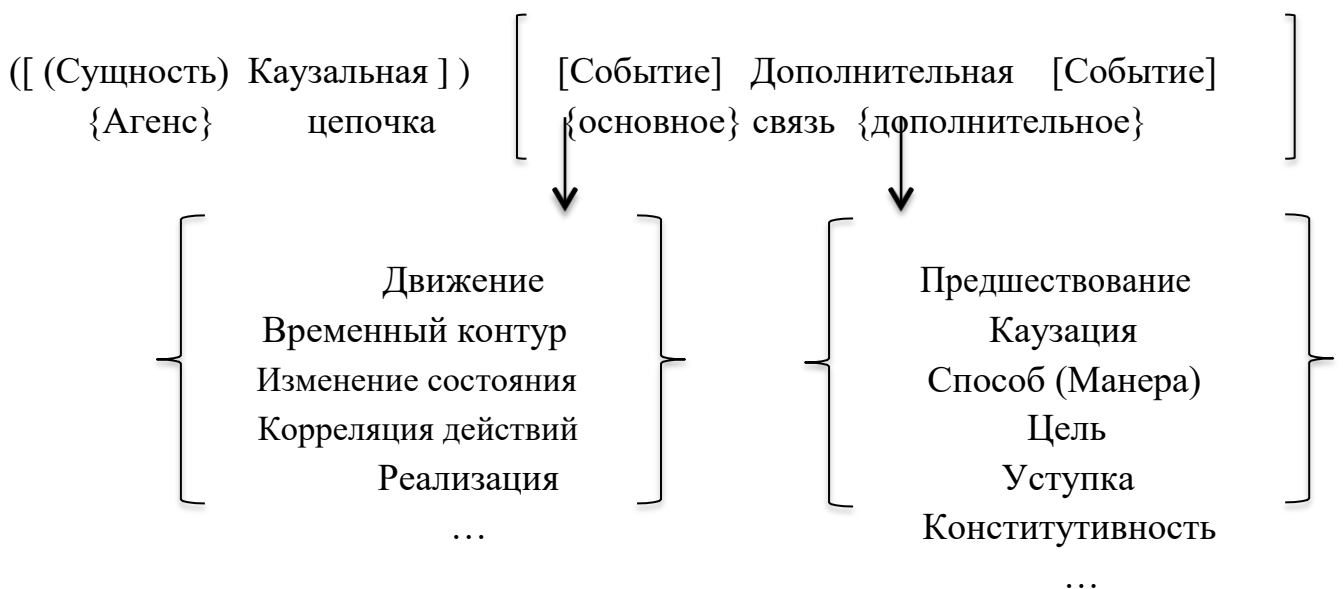 ([ (Сущность) Каузальная ] ) [Событие] Дополнительная [Событие]
{Агенс} цепочка {основное} связь {дополнительное}
Движение
Временный контур
Изменение состояния
Корреляция действий
Реализация
…
Предшествование
Каузация
Способ (Манера)
Цель
Уступка
Конститутивность
…